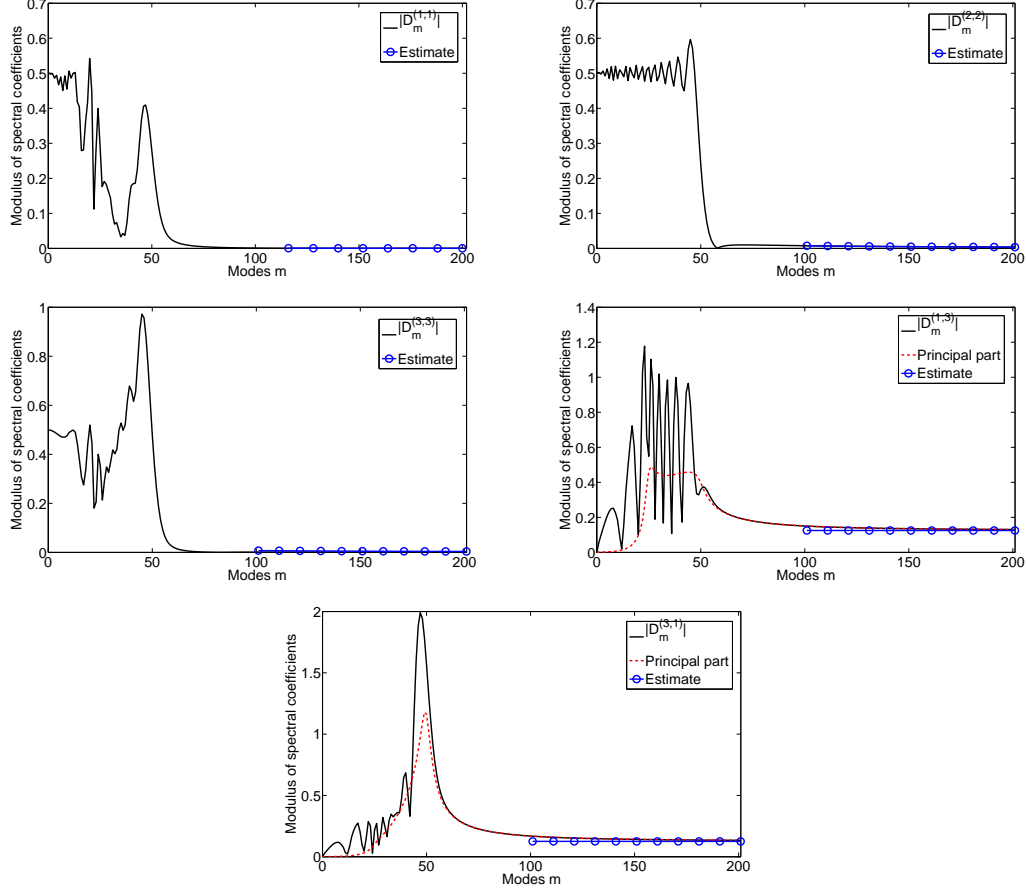 0.7
0.6
0.5
0.4
0.3
0.2
0.1
0
0
50
100
150
200
Modes m
Modulus of spectral coefficients
|D_m^(1,1)|
Estimate
0.7
0.6
0.5
0.4
0.3
0.2
0.1
0
0
50
100
150
200
Modes m
Modulus of spectral coefficients
|D_m^(2,2)|
Estimate
1
0.8
0.6
0.4
0.2
0
0
50
100
150
200
Modes m
Modulus of spectral coefficients
|D_m^(3,3)|
Estimate
1.4
1.2
1
0.8
0.6
0.4
0.2
0
0
50
100
150
200
Modes m
Modulus of spectral coefficients
|D_m^(1,3)|
Principal part
Estimate
2
1.5
1
0.5
0
0
50
100
150
200
Modes m
Modulus of spectral coefficients
|D_m^(3,1)|
Principal part
Estimate